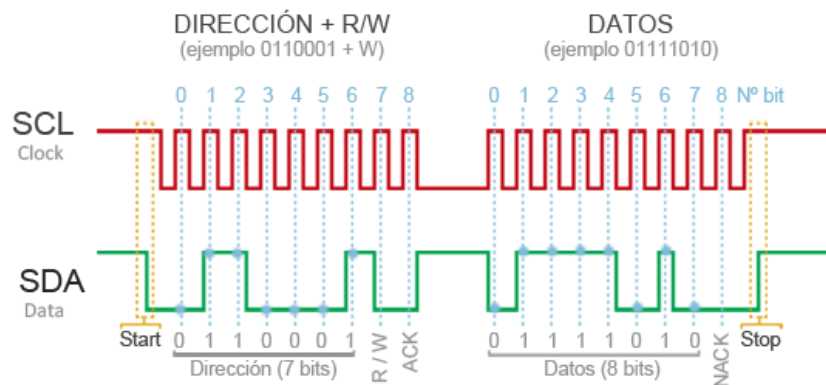 DIRECCIÓN + R/W
(ejemplo 0110001 + W)
DATOS
(ejemplo 01111010)
0 1 2 3 4 5 6 7 8
0 1 2 3 4 5 6 7 8 Nº bit
SCL
Clock
SDA
Data
Start
0 1 1 0 0 0 1
R / W
ACK
Dirección (7 bits)
0 1 1 1 1 0 1 0
NACK
Datos (8 bits)
Stop